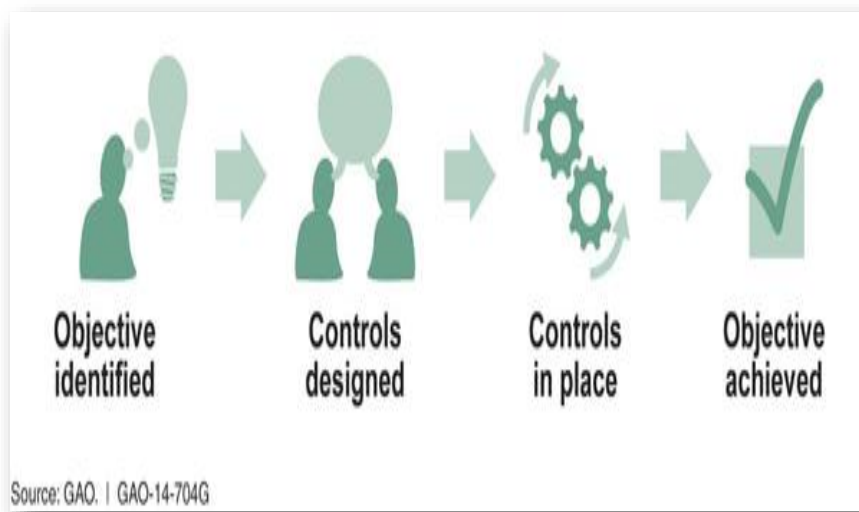 Objective
identified
Controls
designed
Controls
in place
Objective
achieved
Source: GAO. | GAO-14-704G